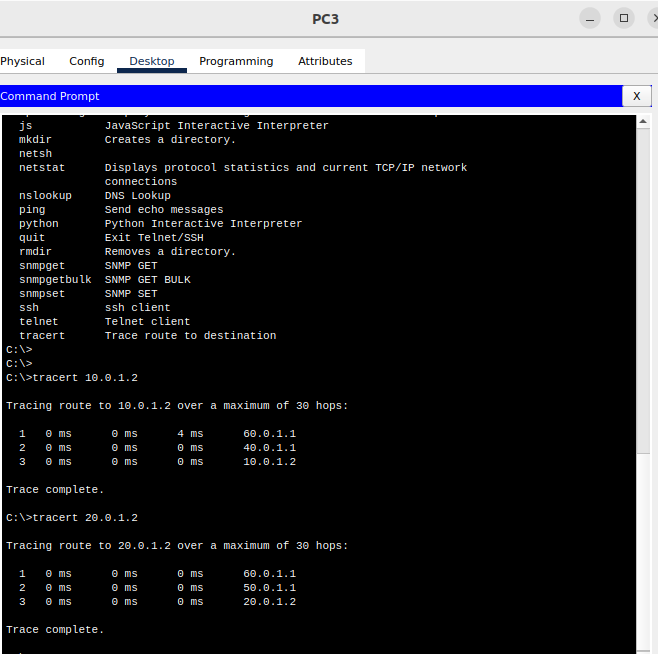 PC3
Physical Config Desktop Programming Attributes
Command Prompt X
js JavaScript Interactive Interpreter
mkdir Creates a directory.
netsh
netstat Displays protocol statistics and current TCP/IP network
connections
nslookup DNS Lookup
ping Send echo messages
python Python Interactive Interpreter
quit Exit Telnet/SSH
rmdir Removes a directory.
snmpget SNMP GET
snmpgetbulk SNMP GET BULK
snmpset SNMP SET
ssh ssh client
telnet Telnet client
tracert Trace route to destination
C:\>
C:\>
C:\>tracert 10.0.1.2
Tracing route to 10.0.1.2 over a maximum of 30 hops:
1 0 ms 0 ms 4 ms 60.0.1.1
2 0 ms 0 ms 0 ms 40.0.1.1
3 0 ms 0 ms 0 ms 10.0.1.2
Trace complete.
C:\>tracert 20.0.1.2
Tracing route to 20.0.1.2 over a maximum of 30 hops:
1 0 ms 0 ms 0 ms 60.0.1.1
2 0 ms 0 ms 0 ms 50.0.1.1
3 0 ms 0 ms 0 ms 20.0.1.2
Trace complete.